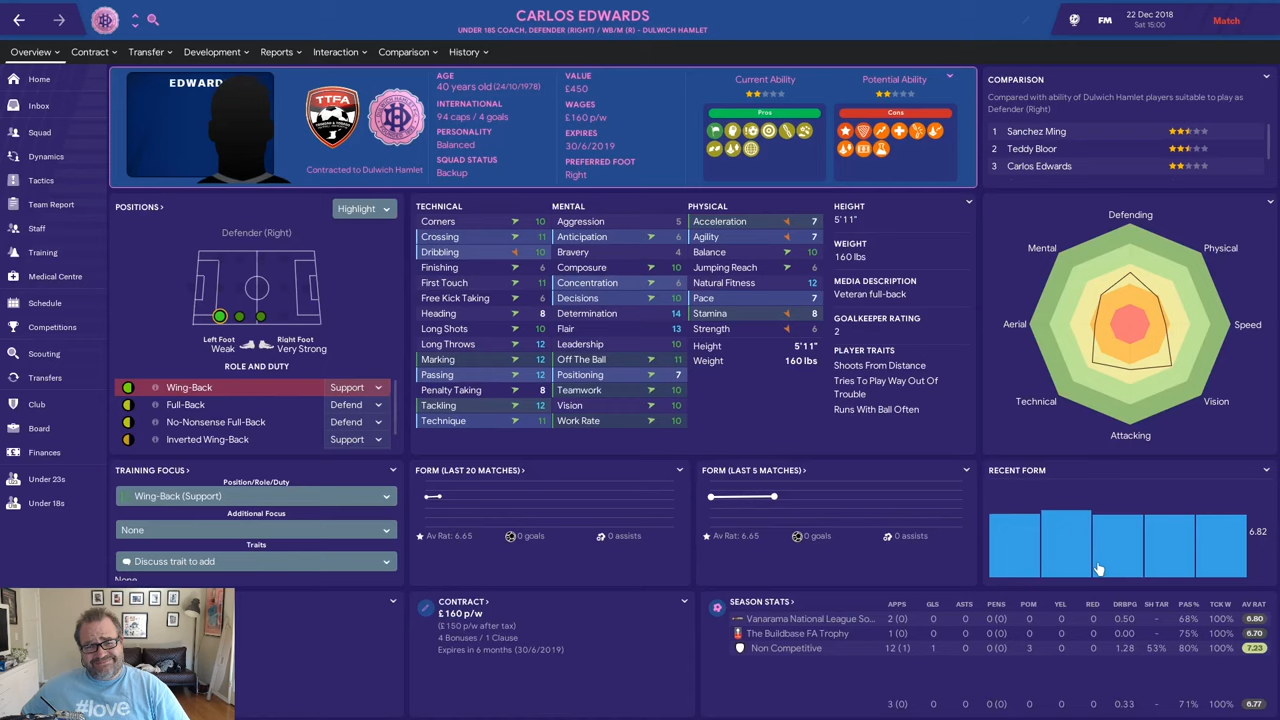 CARLOS EDWARDS
UNDER 18S COACH, DEFENDER (RIGHT) / WB/M (R) - DULWICH HAMLET
FM
22 Dec 2018
Sat 15:00
Match
Overview
Contract
Transfer
Development
Reports
Interaction
Comparison
History
Home
Inbox
Squad
Dynamics
Tactics
Team Report
Staff
Training
Medical Centre
Schedule
Competitions
Scouting
Transfers
Club
Board
Finances
Under 23s
Under 18s
EDWARD
TTFA
Contracted to Dulwich Hamlet
AGE
40 years old (24/10/1978)
INTERNATIONAL
94 caps / 4 goals
PERSONALITY
Balanced
SQUAD STATUS
Backup
VALUE
£450
WAGES
£160 p/w
EXPIRES
30/6/2019
PREFERRED FOOT
Right
Current Ability
Pros
Potential Ability
Cons
COMPARISON
Compared with ability of Dulwich Hamlet players suitable to play as
Defender (Right)
1 Sanchez Ming
2 Teddy Bloor
3 Carlos Edwards
POSITIONS
Highlight
Defender (Right)
Left Foot
Weak
Right Foot
Very Strong
ROLE AND DUTY
Wing-Back Support
Full-Back Defend
No-Nonsense Full-Back Defend
Inverted Wing-Back Support
TECHNICAL
Corners 10
Crossing 11
Dribbling 10
Finishing 6
First Touch 11
Free Kick Taking 6
Heading 8
Long Shots 10
Long Throws 12
Marking 12
Passing 12
Penalty Taking 8
Tackling 12
Technique 11
MENTAL
Aggression 5
Anticipation 6
Bravery 4
Composure 10
Concentration 6
Decisions 10
Determination 14
Flair 13
Leadership 10
Off The Ball 11
Positioning 7
Teamwork 10
Vision 10
Work Rate 10
PHYSICAL
Acceleration 7
Agility 7
Balance 10
Jumping Reach 6
Natural Fitness 12
Pace 7
Stamina 8
Strength 6
Height 5'11"
Weight 160 lbs
HEIGHT
5'11"
WEIGHT
160 lbs
MEDIA DESCRIPTION
Veteran full-back
GOALKEEPER RATING
2
PLAYER TRAITS
Shoots From Distance
Tries To Play Way Out Of
Trouble
Runs With Ball Often
Defending
Physical
Speed
Vision
Attacking
Technical
Aerial
Mental
TRAINING FOCUS
Position/Role/Duty
Wing-Back (Support)
Additional Focus
None
Traits
Discuss trait to add
None
FORM (LAST 20 MATCHES)
Av Rat: 6.65 0 goals 0 assists
FORM (LAST 5 MATCHES)
Av Rat: 6.65 0 goals 0 assists
RECENT FORM
6.82
CONTRACT
£160 p/w
(£150 p/w after tax)
4 Bonuses / 1 Clause
Expires in 6 months (30/6/2019)
SEASON STATS APPS GLS ASTS PENS POM YEL RED DRBPG SH TAR PAS% TCK W AV RAT
Vanarama National League So... 2 (0) 0 0 0 (0) 0 0 0 0.50 - 68% 100% 6.80
The Buildbase FA Trophy 1 (0) 0 0 0 (0) 0 0 0 0.00 - 75% 100% 6.70
Non Competitive 12 (1) 1 0 0 (0) 3 0 0 1.28 53% 80% 100% 7.23
3 (0) 0 0 0 (0) 0 0 0 0.33 - 71% 100% 6.77
#love